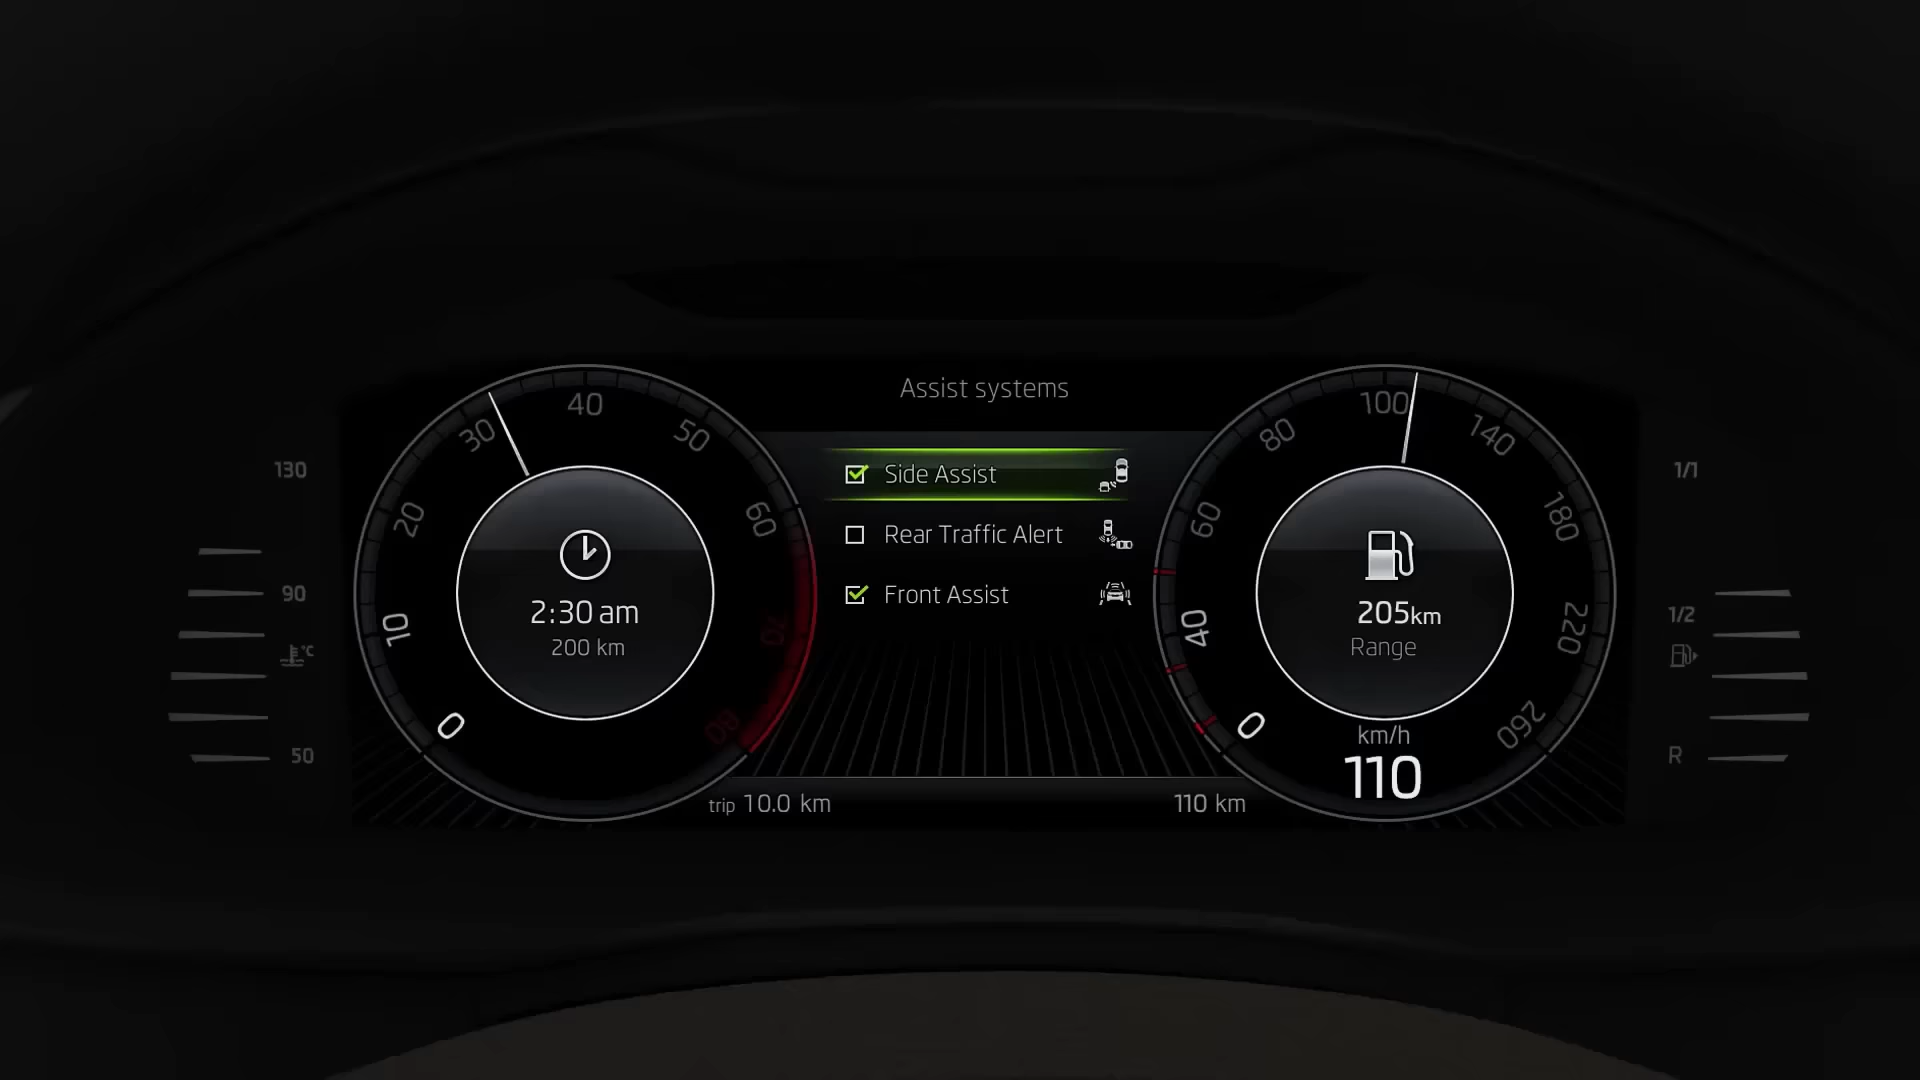 Assist systems
Side Assist
Rear Traffic Alert
Front Assist
0
10
20
30
40
50
60
70
80
2:30 am
200 km
130
90
°C
50
trip 10.0 km
110 km
0
40
60
80
100
140
180
220
260
205km
Range
km/h
110
1/1
1/2
R